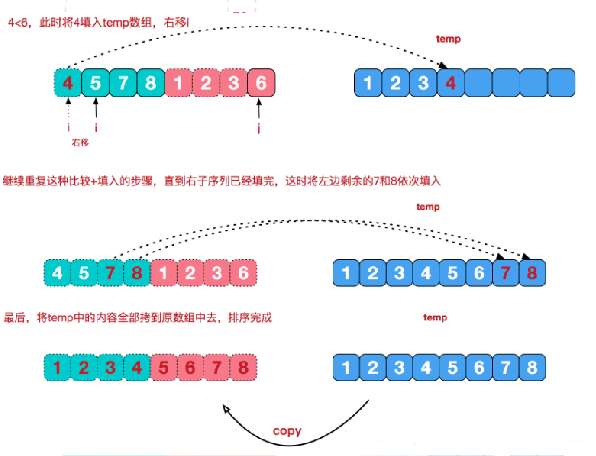 4<6，此时将4填入temp数组，右移i
temp
4 5 7 8 1 2 3 6
1 2 3 4
i i j
右移
继续重复这种比较+填入的步骤，直到右子序列已经填完，这时将左边剩余的7和8依次填入
temp
4 5 7 8 1 2 3 6
1 2 3 4 5 6 7 8
最后，将temp中的内容全部拷到原数组中去，排序完成
temp
1 2 3 4 5 6 7 8
1 2 3 4 5 6 7 8
copy